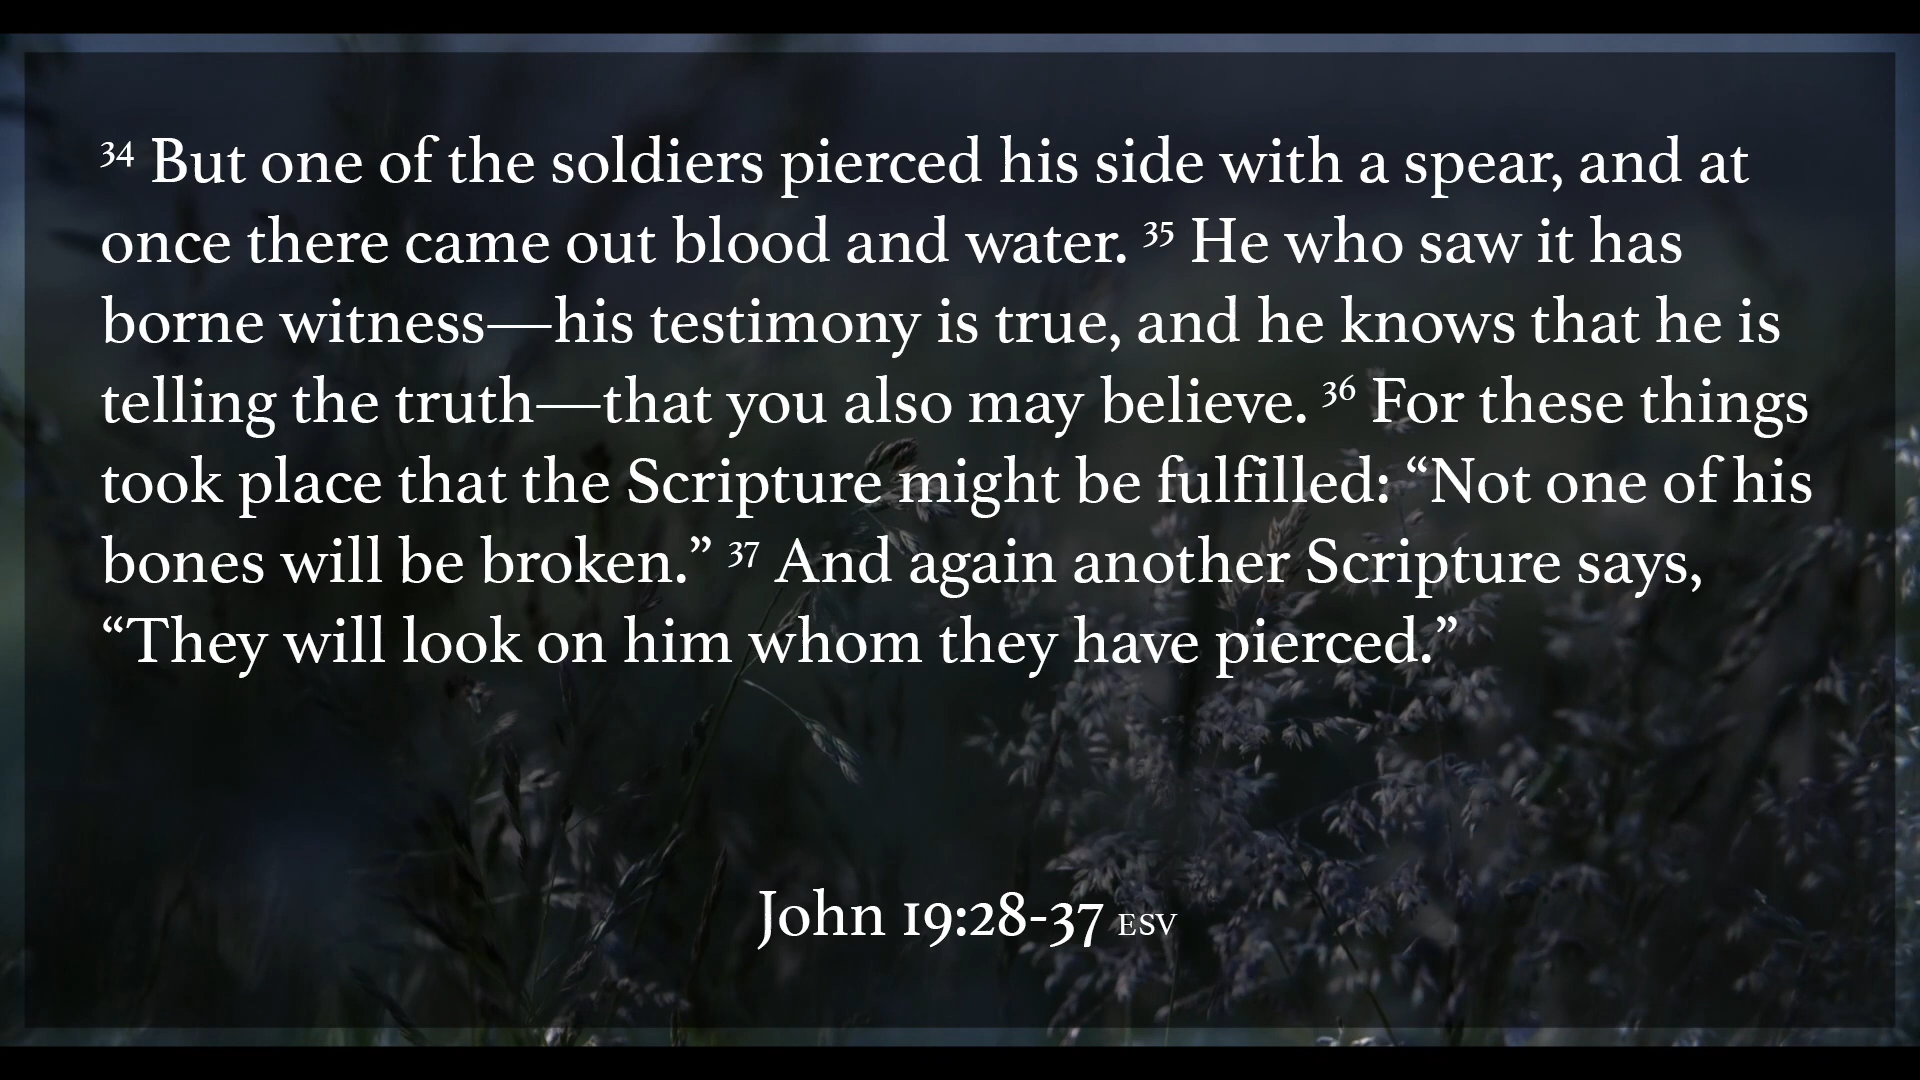 34 But one of the soldiers pierced his side with a spear, and at
once there came out blood and water. 35 He who saw it has
borne witness—his testimony is true, and he knows that he is
telling the truth—that you also may believe. 36 For these things
took place that the Scripture might be fulfilled: “Not one of his
bones will be broken.” 37 And again another Scripture says,
“They will look on him whom they have pierced.”
John 19:28-37 ESV